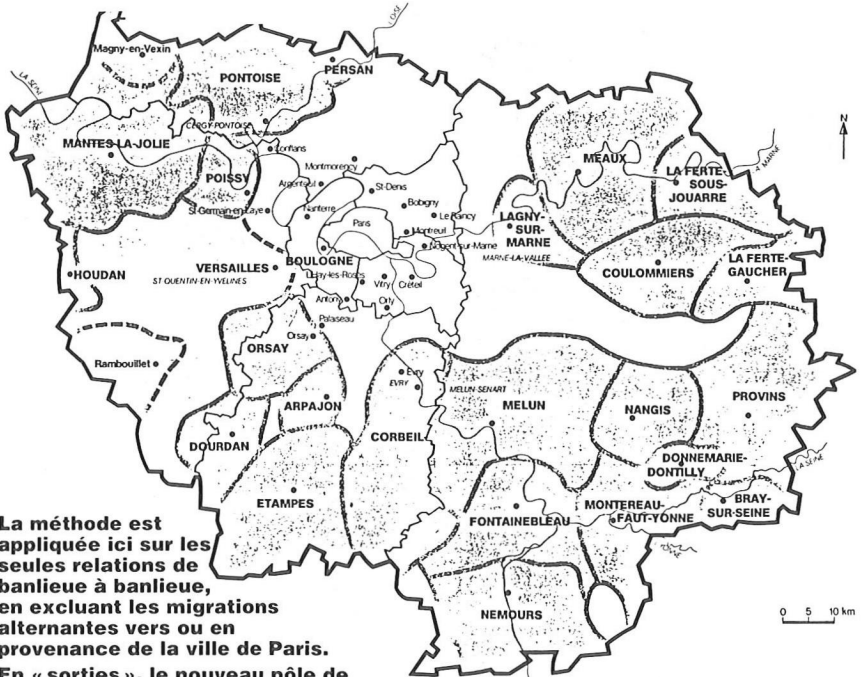 L'OISE
Magny-en-Vexin
PERSAN
PONTOISE
LA SEINE
CERGY-PONTOISE
MANTES-LA-JOLIE
Conflans
Montmorency
POISSY
Argenteuil
St-Denis
MEAUX
LA FERTE-
SOUS-
JOUARRE
N
St-Germain-en-Laye
Nanterre
Bobigny
Le Raincy
Paris
Montreuil
LAGNY-
SUR-
MARNE
Nogent-sur-Marne
MARNE-LA-VALLEE
HOUDAN
VERSAILLES
BOULOGNE
COULOMMIERS
LA FERTE-
GAUCHER
ST QUENTIN-EN-YVELINES
Vitry
Créteil
Antony
Orly
Palaiseau
Orsay
ORSAY
Rambouillet
Evry
EVRY
MELUN-SENART
ARPAJON
MELUN
NANGIS
PROVINS
DOURDAN
CORBEIL
DONNEMARIE-
DONTILLY
LA SEINE
ETAMPES
MONTEREAU-
FAUT-YONNE
BRAY-
SUR-SEINE
FONTAINEBLEAU
NEMOURS
0 5 10 km
La méthode est
appliquée ici sur les
seules relations de
banlieue à banlieue,
en excluant les migrations
alternantes vers ou en
provenance de la ville de Paris.
En « sorties », le nouveau pôle de